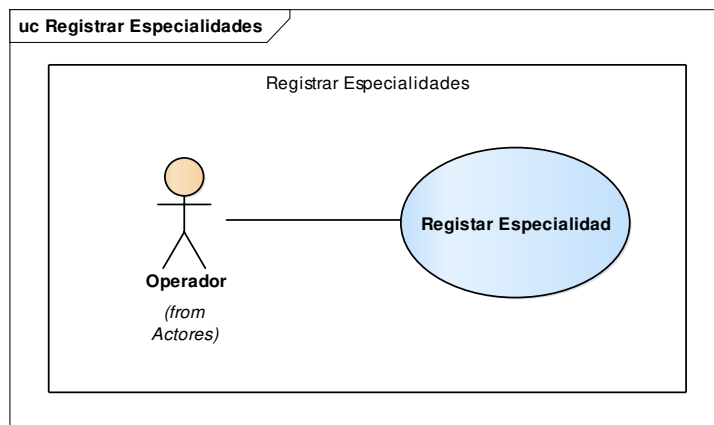 uc Registrar Especialidades
Registrar Especialidades
Registar Especialidad
Operador
(from
Actores)